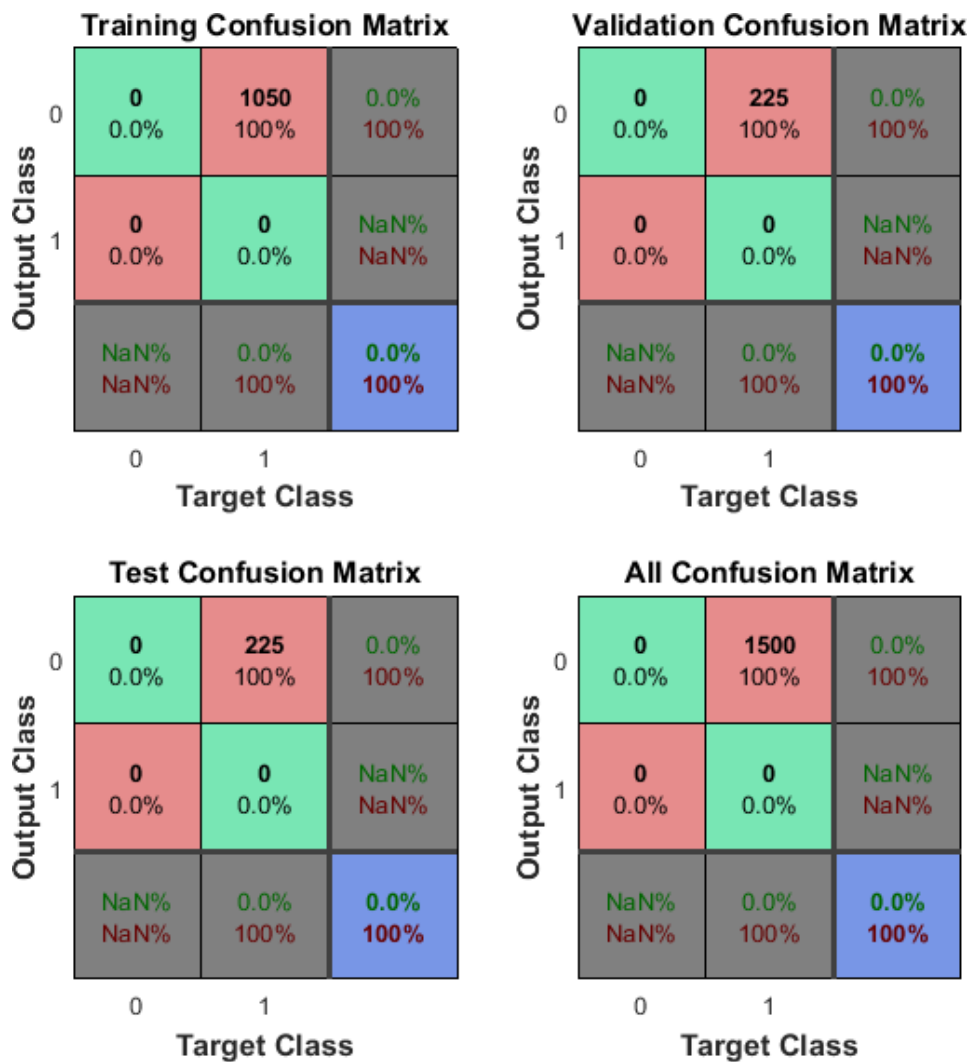 Training Confusion Matrix
Output Class
0
0
0.0%
1050
100%
0.0%
100%
1
0
0.0%
0
0.0%
NaN%
NaN%
NaN%
NaN%
0.0%
100%
0.0%
100%
0
1
Target Class
Validation Confusion Matrix
Output Class
0
0
0.0%
225
100%
0.0%
100%
1
0
0.0%
0
0.0%
NaN%
NaN%
NaN%
NaN%
0.0%
100%
0.0%
100%
0
1
Target Class
Test Confusion Matrix
Output Class
0
0
0.0%
225
100%
0.0%
100%
1
0
0.0%
0
0.0%
NaN%
NaN%
NaN%
NaN%
0.0%
100%
0.0%
100%
0
1
Target Class
All Confusion Matrix
Output Class
0
0
0.0%
1500
100%
0.0%
100%
1
0
0.0%
0
0.0%
NaN%
NaN%
NaN%
NaN%
0.0%
100%
0.0%
100%
0
1
Target Class